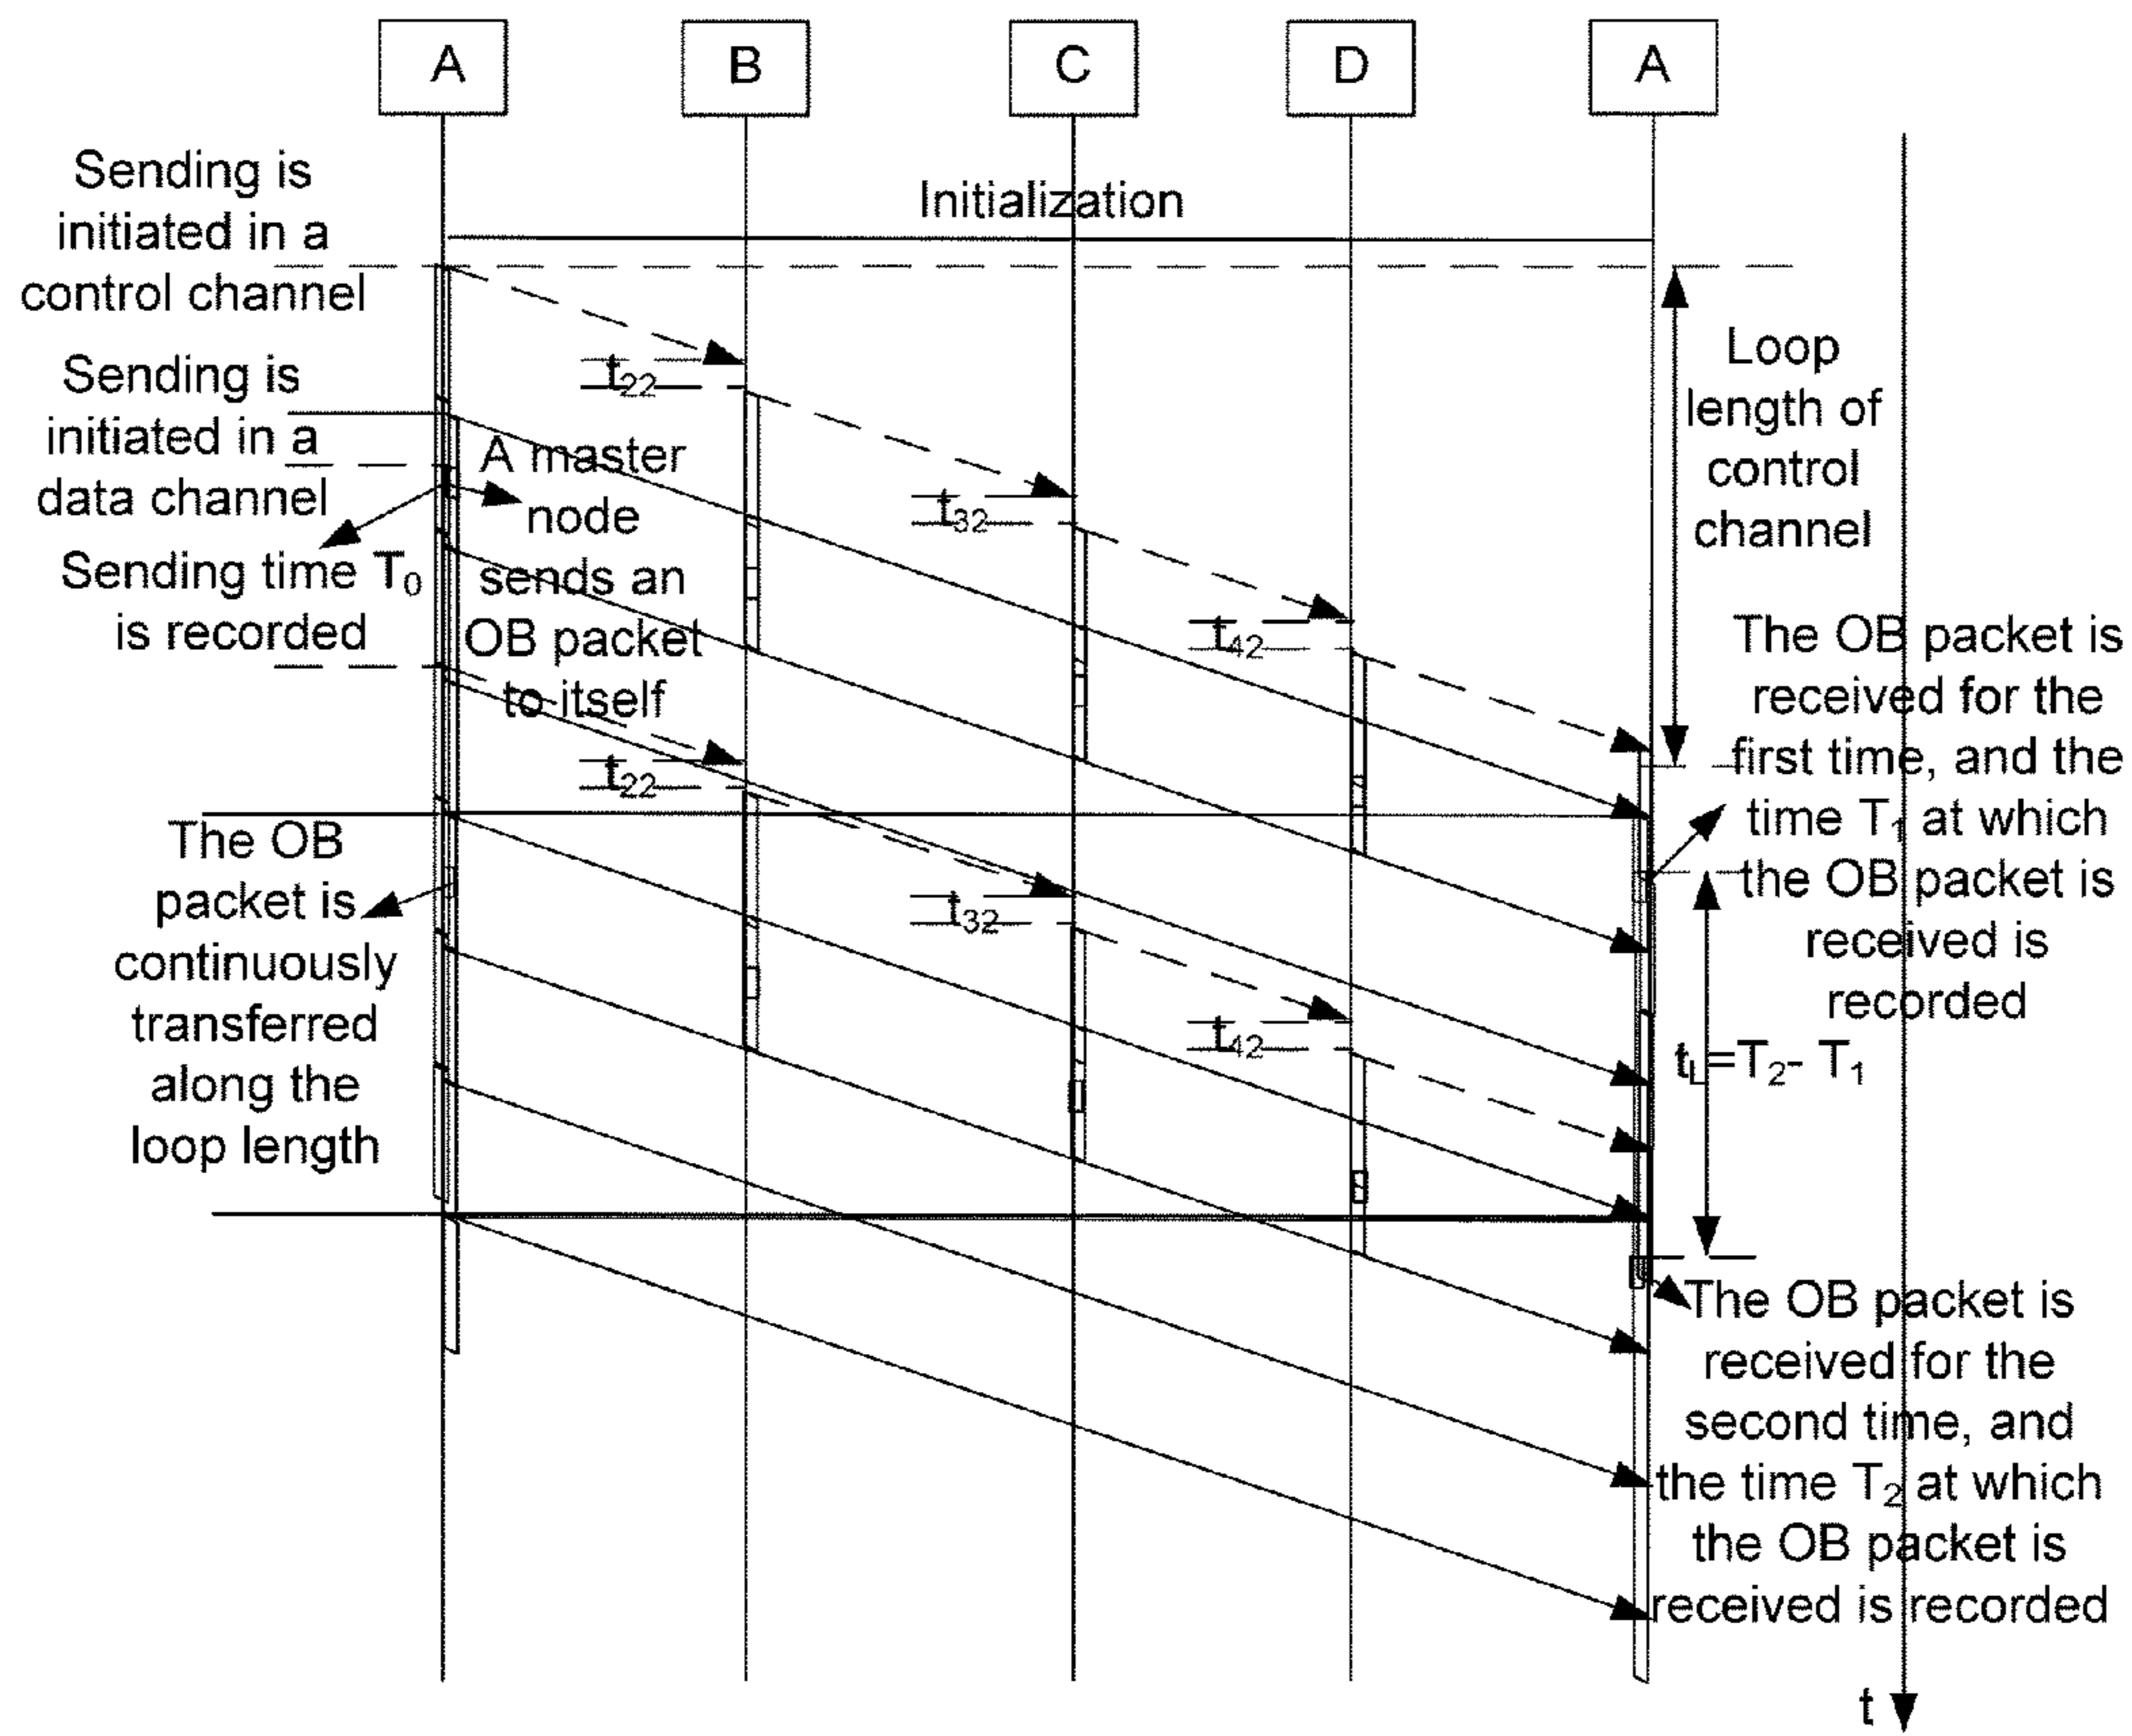 A
B
C
D
A
Initialization
Sending is
initiated in a
control channel
Sending is
initiated in a
data channel
Sending time T₀
is recorded
A master
node
sends an
OB packet
to itself
t₂₂
t₃₂
t₄₂
t₂₂
t₃₂
t₄₂
The OB
packet is
continuously
transferred
along the
loop length
Loop
length of
control
channel
The OB packet is
received for the
first time, and the
time T₁ at which
the OB packet is
received is
recorded
t_L=T₂- T₁
The OB packet is
received for the
second time, and
the time T₂ at which
the OB packet is
received is recorded
t